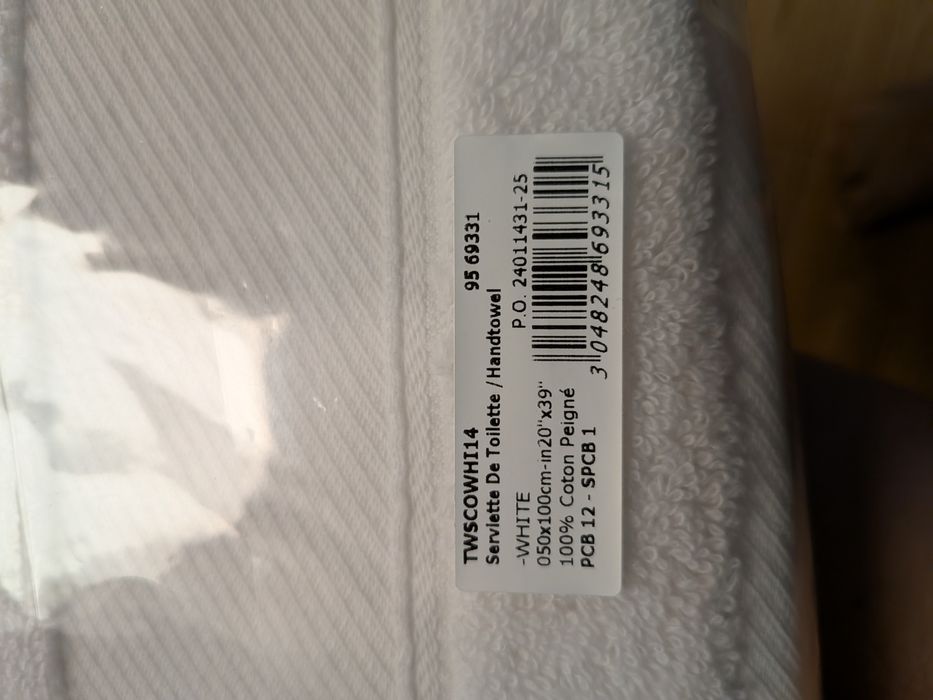 TWSCOWHI14 95 69331
Serviette De Toilette /Handtowel
-WHITE P.O. 24011431-25
050x100cm-in20"x39"
100% Coton Peigné
PCB 12 - SPCB 1
3 048248 693315